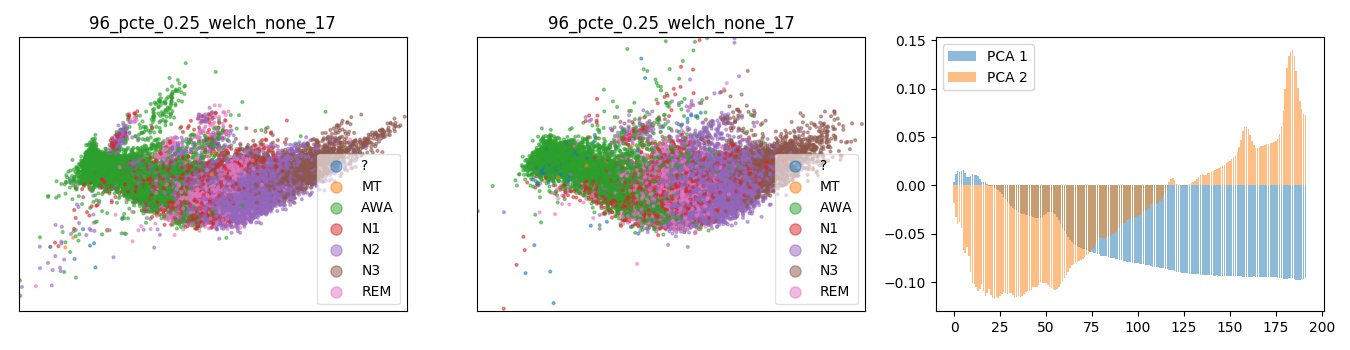 96_pcte_0.25_welch_none_17
?
MT
AWA
N1
N2
N3
REM
96_pcte_0.25_welch_none_17
?
MT
AWA
N1
N2
N3
REM
PCA 1
PCA 2
0.15
0.10
0.05
0.00
−0.05
−0.10
0 25 50 75 100 125 150 175 200